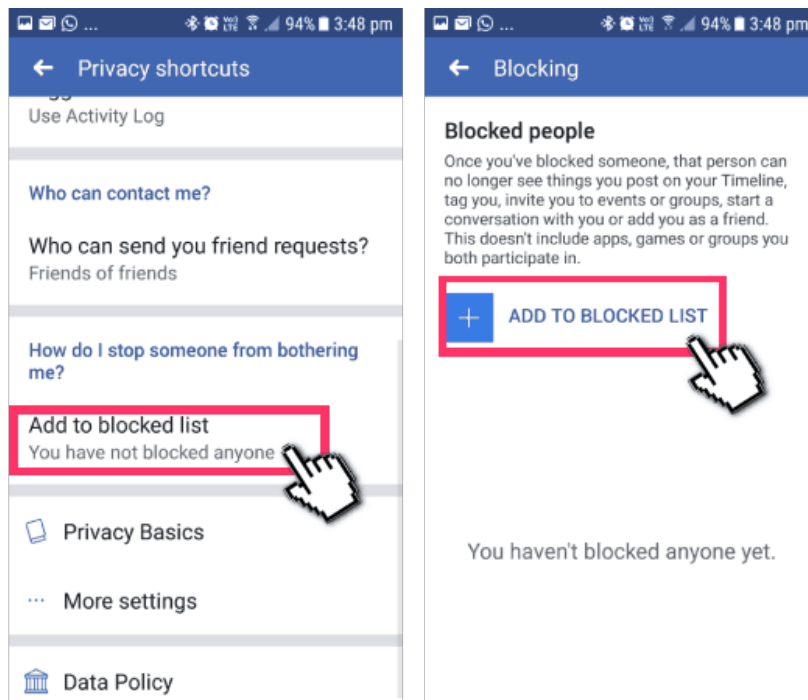 ... 94% 3:48 pm
Privacy shortcuts
Use Activity Log
Who can contact me?
Who can send you friend requests?
Friends of friends
How do I stop someone from bothering
me?
Add to blocked list
You have not blocked anyone
Privacy Basics
... More settings
Data Policy
... 94% 3:48 pm
Blocking
Blocked people
Once you've blocked someone, that person can
no longer see things you post on your Timeline,
tag you, invite you to events or groups, start a
conversation with you or add you as a friend.
This doesn't include apps, games or groups you
both participate in.
+ ADD TO BLOCKED LIST
You haven't blocked anyone yet.